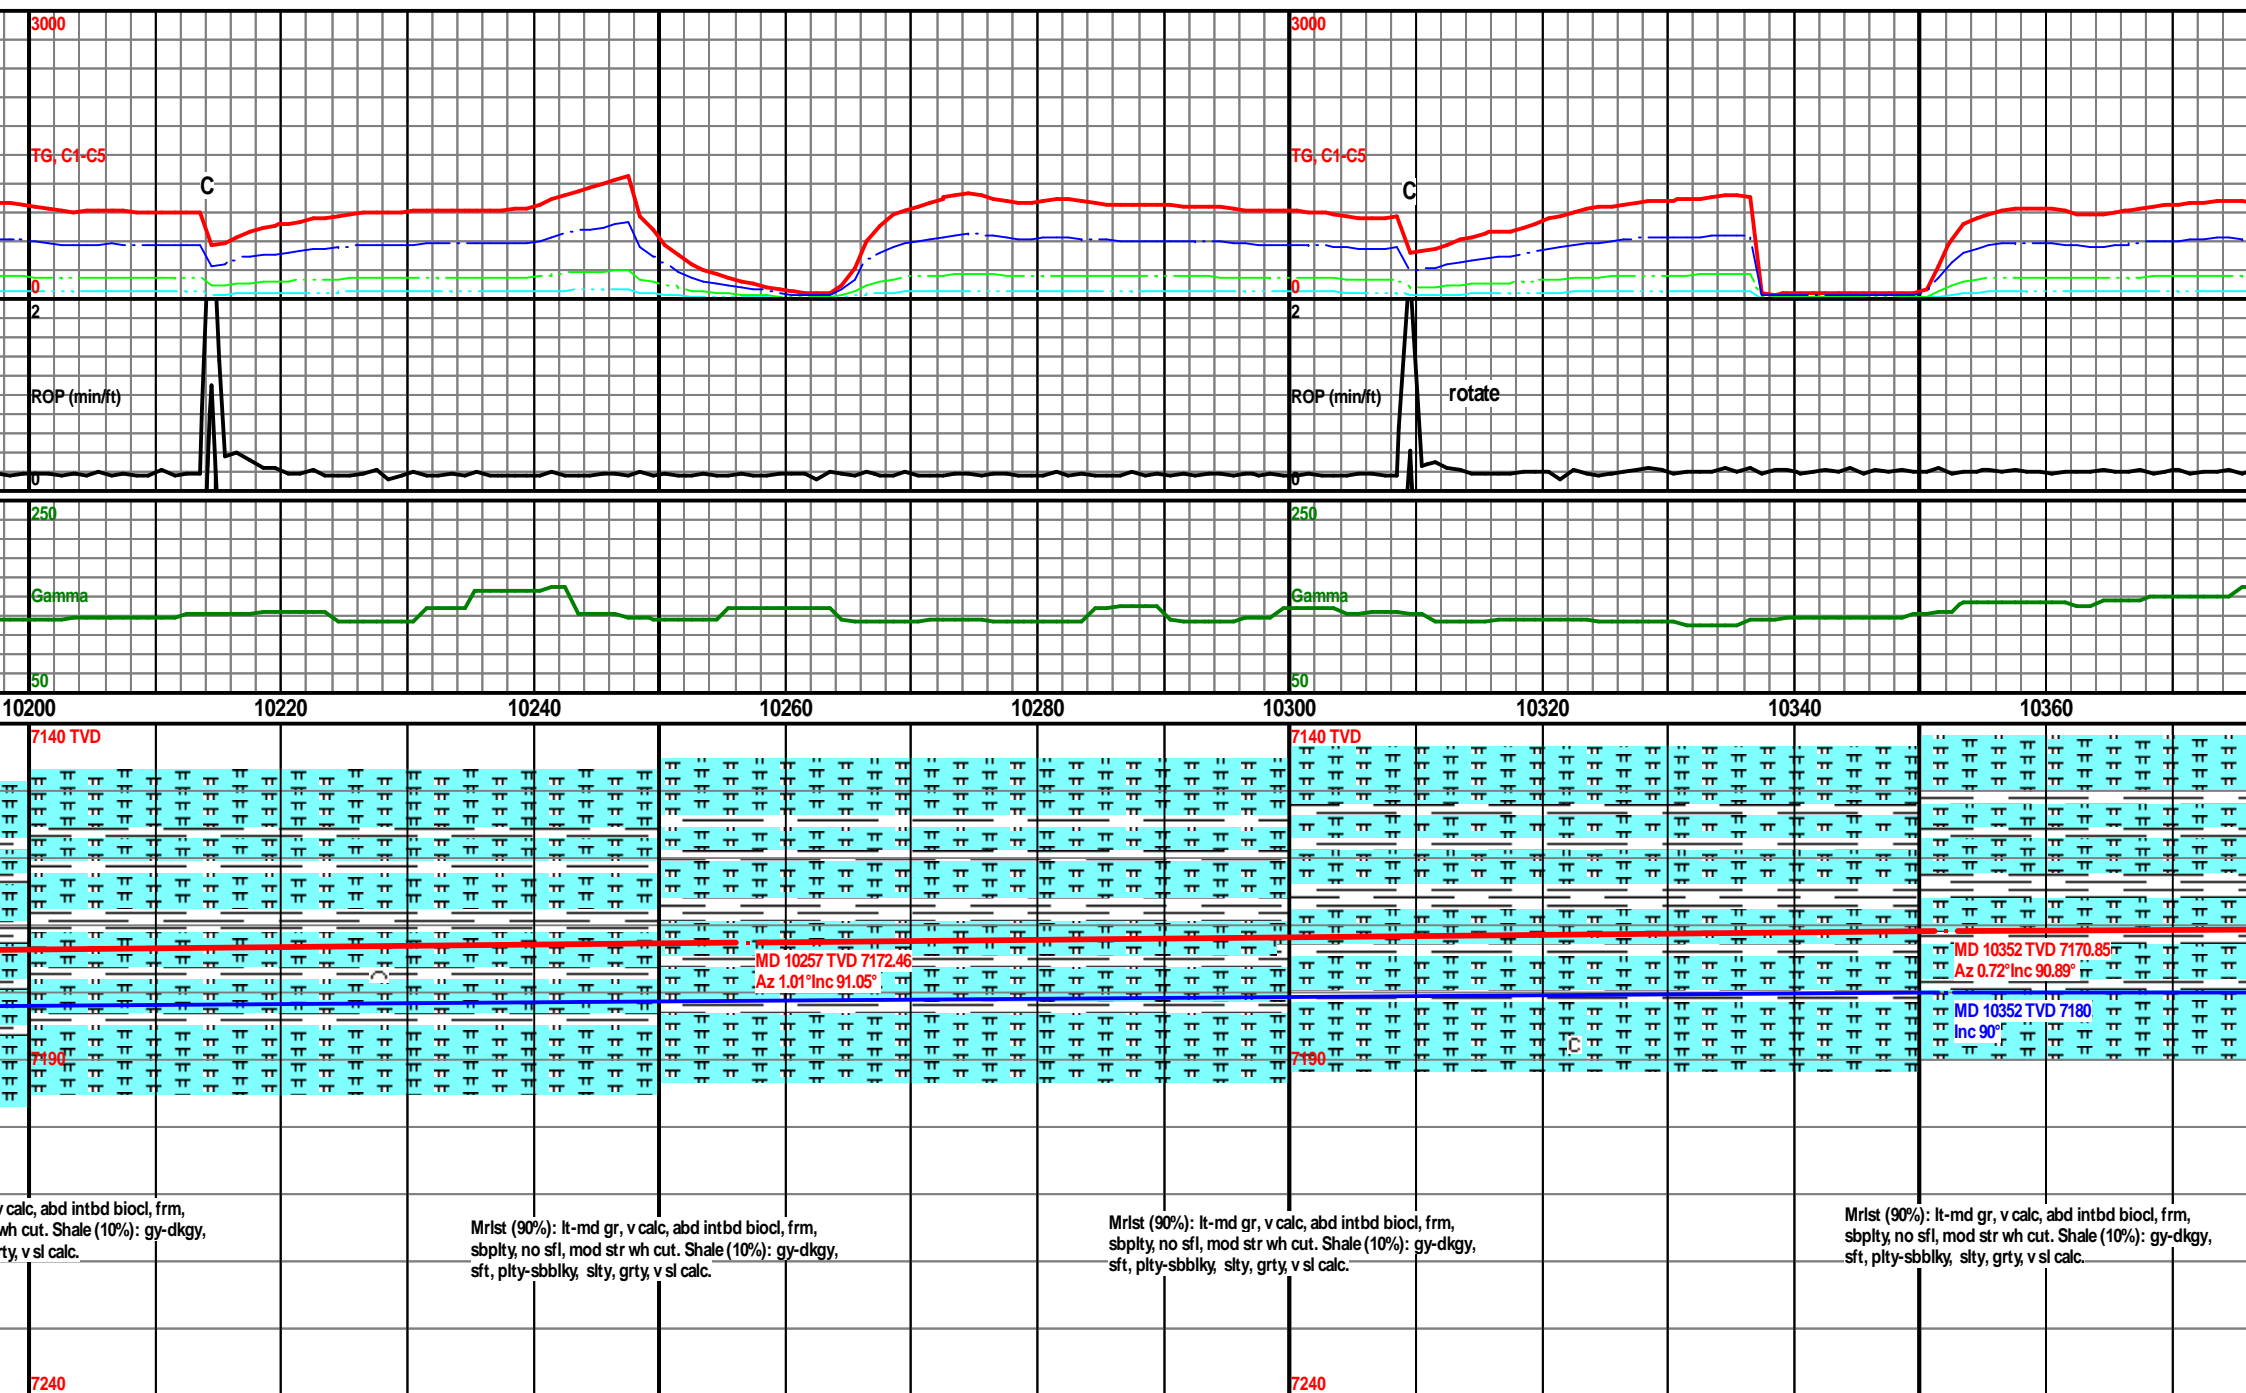 3000
3000
TG, C1-C5
TG, C1-C5
C
C
0
0
2
2
ROP (min/ft)
ROP (min/ft)
rotate
0
0
250
250
Gamma
Gamma
50
50
10200
10220
10240
10260
10280
10300
10320
10340
10360
7140 TVD
7140 TVD
MD 10257 TVD 7172.46
Az 1.01°Inc 91.05°
MD 10352 TVD 7170.85
Az 0.72°Inc 90.89°
MD 10352 TVD 7180
Inc 90°
C
7190
7190
calc, abd intbd biocl, frm,
wh cut. Shale (10%): gy-dkgy,
v sl calc.
Mrlst (90%): lt-md gr, v calc, abd intbd biocl, frm,
sbplty, no sfl, mod str wh cut. Shale (10%): gy-dkgy,
sft, plty-sbblky, slty, grty, v sl calc.
Mrlst (90%): lt-md gr, v calc, abd intbd biocl, frm,
sbplty, no sfl, mod str wh cut. Shale (10%): gy-dkgy,
sft, plty-sbblky, slty, grty, v sl calc.
Mrlst (90%): lt-md gr, v calc, abd intbd biocl, frm,
sbplty, no sfl, mod str wh cut. Shale (10%): gy-dkgy,
sft, plty-sbblky, slty, grty, v sl calc.
7240
7240